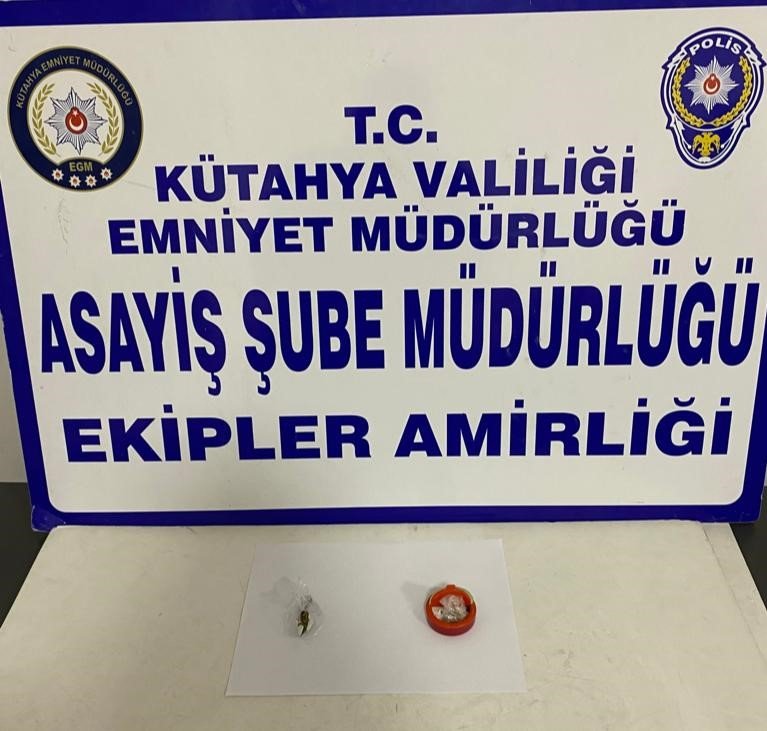 KÜTAHYA EMNİYET MÜDÜRLÜĞÜ
EGM
POLİS
T.C.
KÜTAHYA VALİLİĞİ
EMNİYET MÜDÜRLÜĞÜ
ASAYİŞ ŞUBE MÜDÜRLÜĞÜ
EKİPLER AMİRLİĞİ